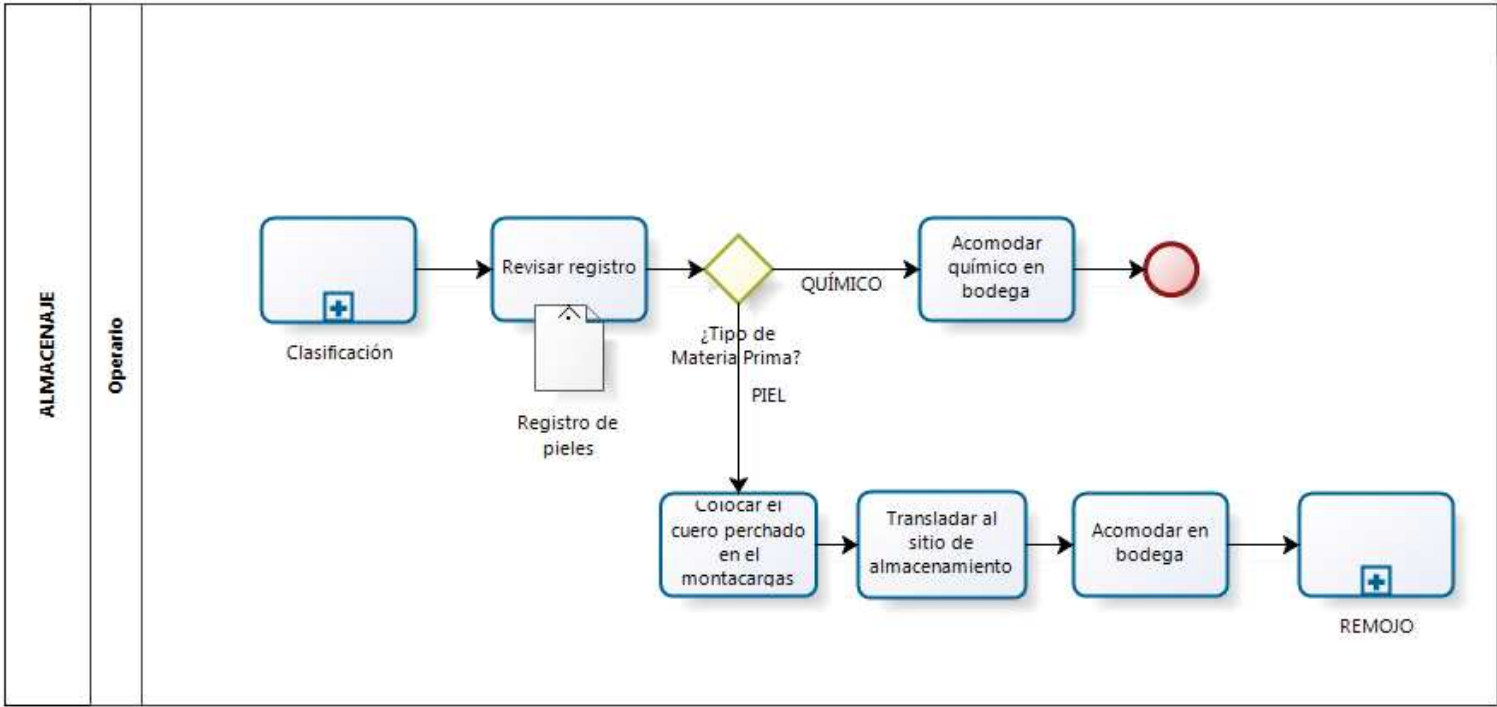 ALMACENAJE
Operario
Clasificación
Revisar registro
Registro de
pieles
¿Tipo de
Materia Prima?
QUÍMICO
PIEL
Acomodar
químico en
bodega
Colocar el
cuero perchado
en el
montacargas
Transladar al
sitio de
almacenamiento
Acomodar en
bodega
REMOJO